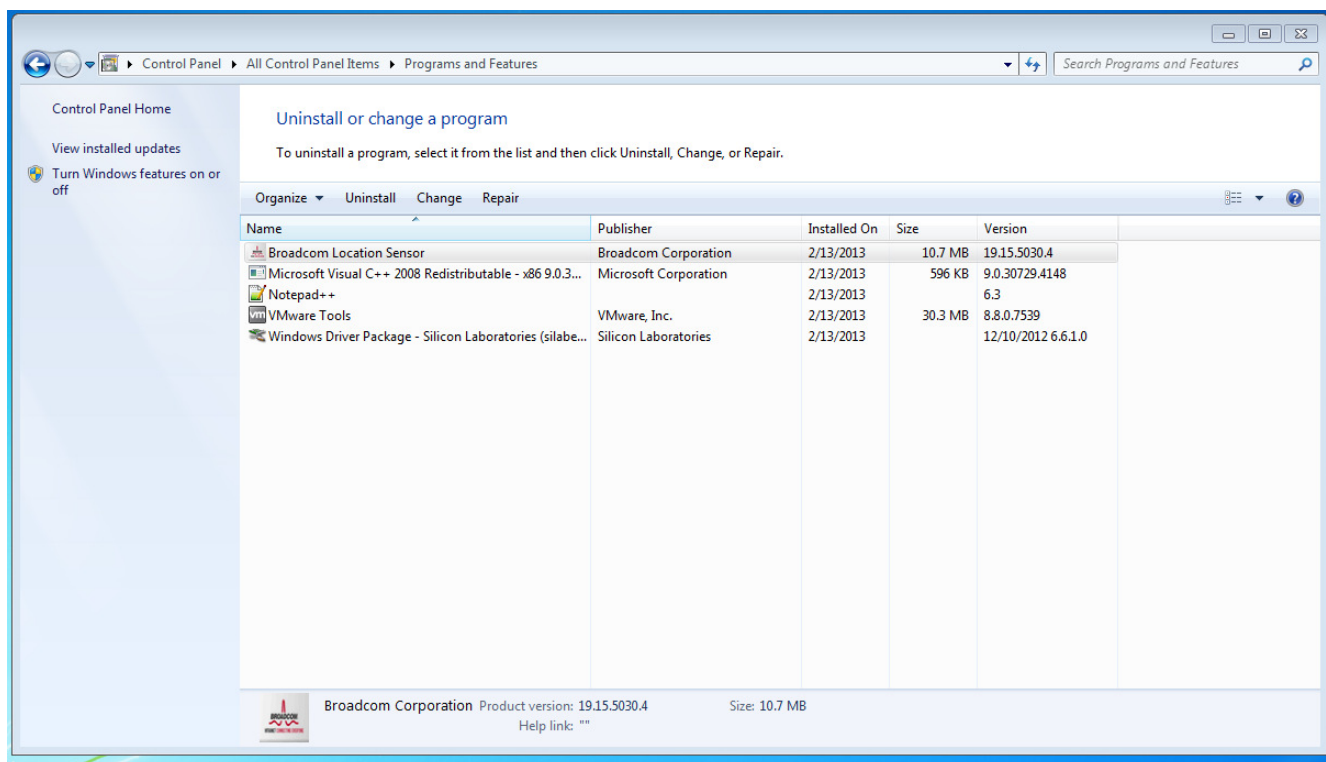 Control Panel ▸ All Control Panel Items ▸ Programs and Features
Search Programs and Features
Control Panel Home
View installed updates
Turn Windows features on or
off
Uninstall or change a program
To uninstall a program, select it from the list and then click Uninstall, Change, or Repair.
Organize Uninstall Change Repair
Name Publisher Installed On Size Version
Broadcom Location Sensor Broadcom Corporation 2/13/2013 10.7 MB 19.15.5030.4
Microsoft Visual C++ 2008 Redistributable - x86 9.0.3... Microsoft Corporation 2/13/2013 596 KB 9.0.30729.4148
Notepad++ 2/13/2013 6.3
vm VMware Tools VMware, Inc. 2/13/2013 30.3 MB 8.8.0.7539
Windows Driver Package - Silicon Laboratories (silabe... Silicon Laboratories 2/13/2013 12/10/2012 6.6.1.0
BROADCOM
Broadcom Corporation Product version: 19.15.5030.4 Size: 10.7 MB
Help link: ""